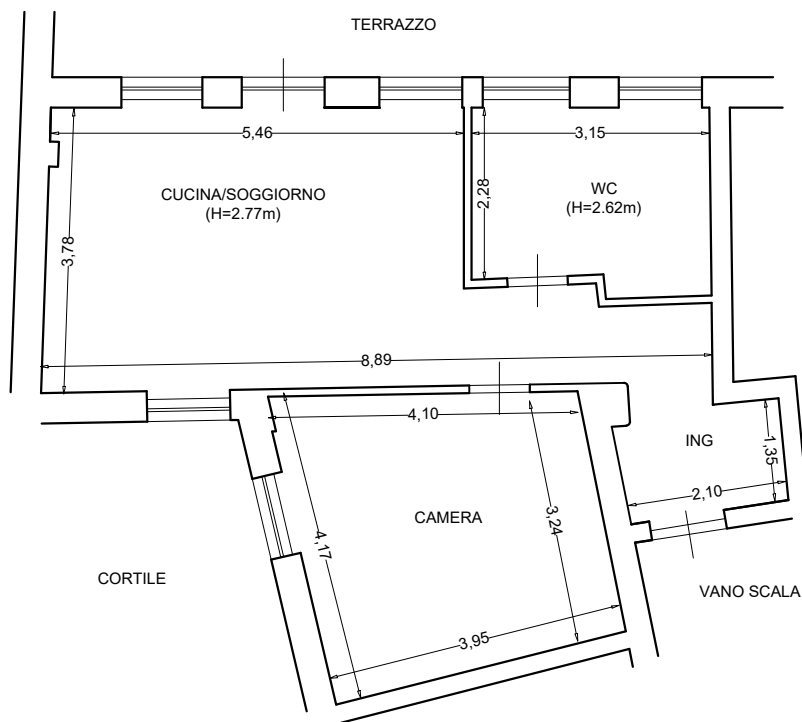 TERRAZZO
5,46
3,15
CUCINA/SOGGIORNO
(H=2.77m)
WC
(H=2.62m)
2,28
3,78
8,89
4,10
ING
1,35
2,10
CAMERA
3,24
4,17
CORTILE
VANO SCALA
3,95